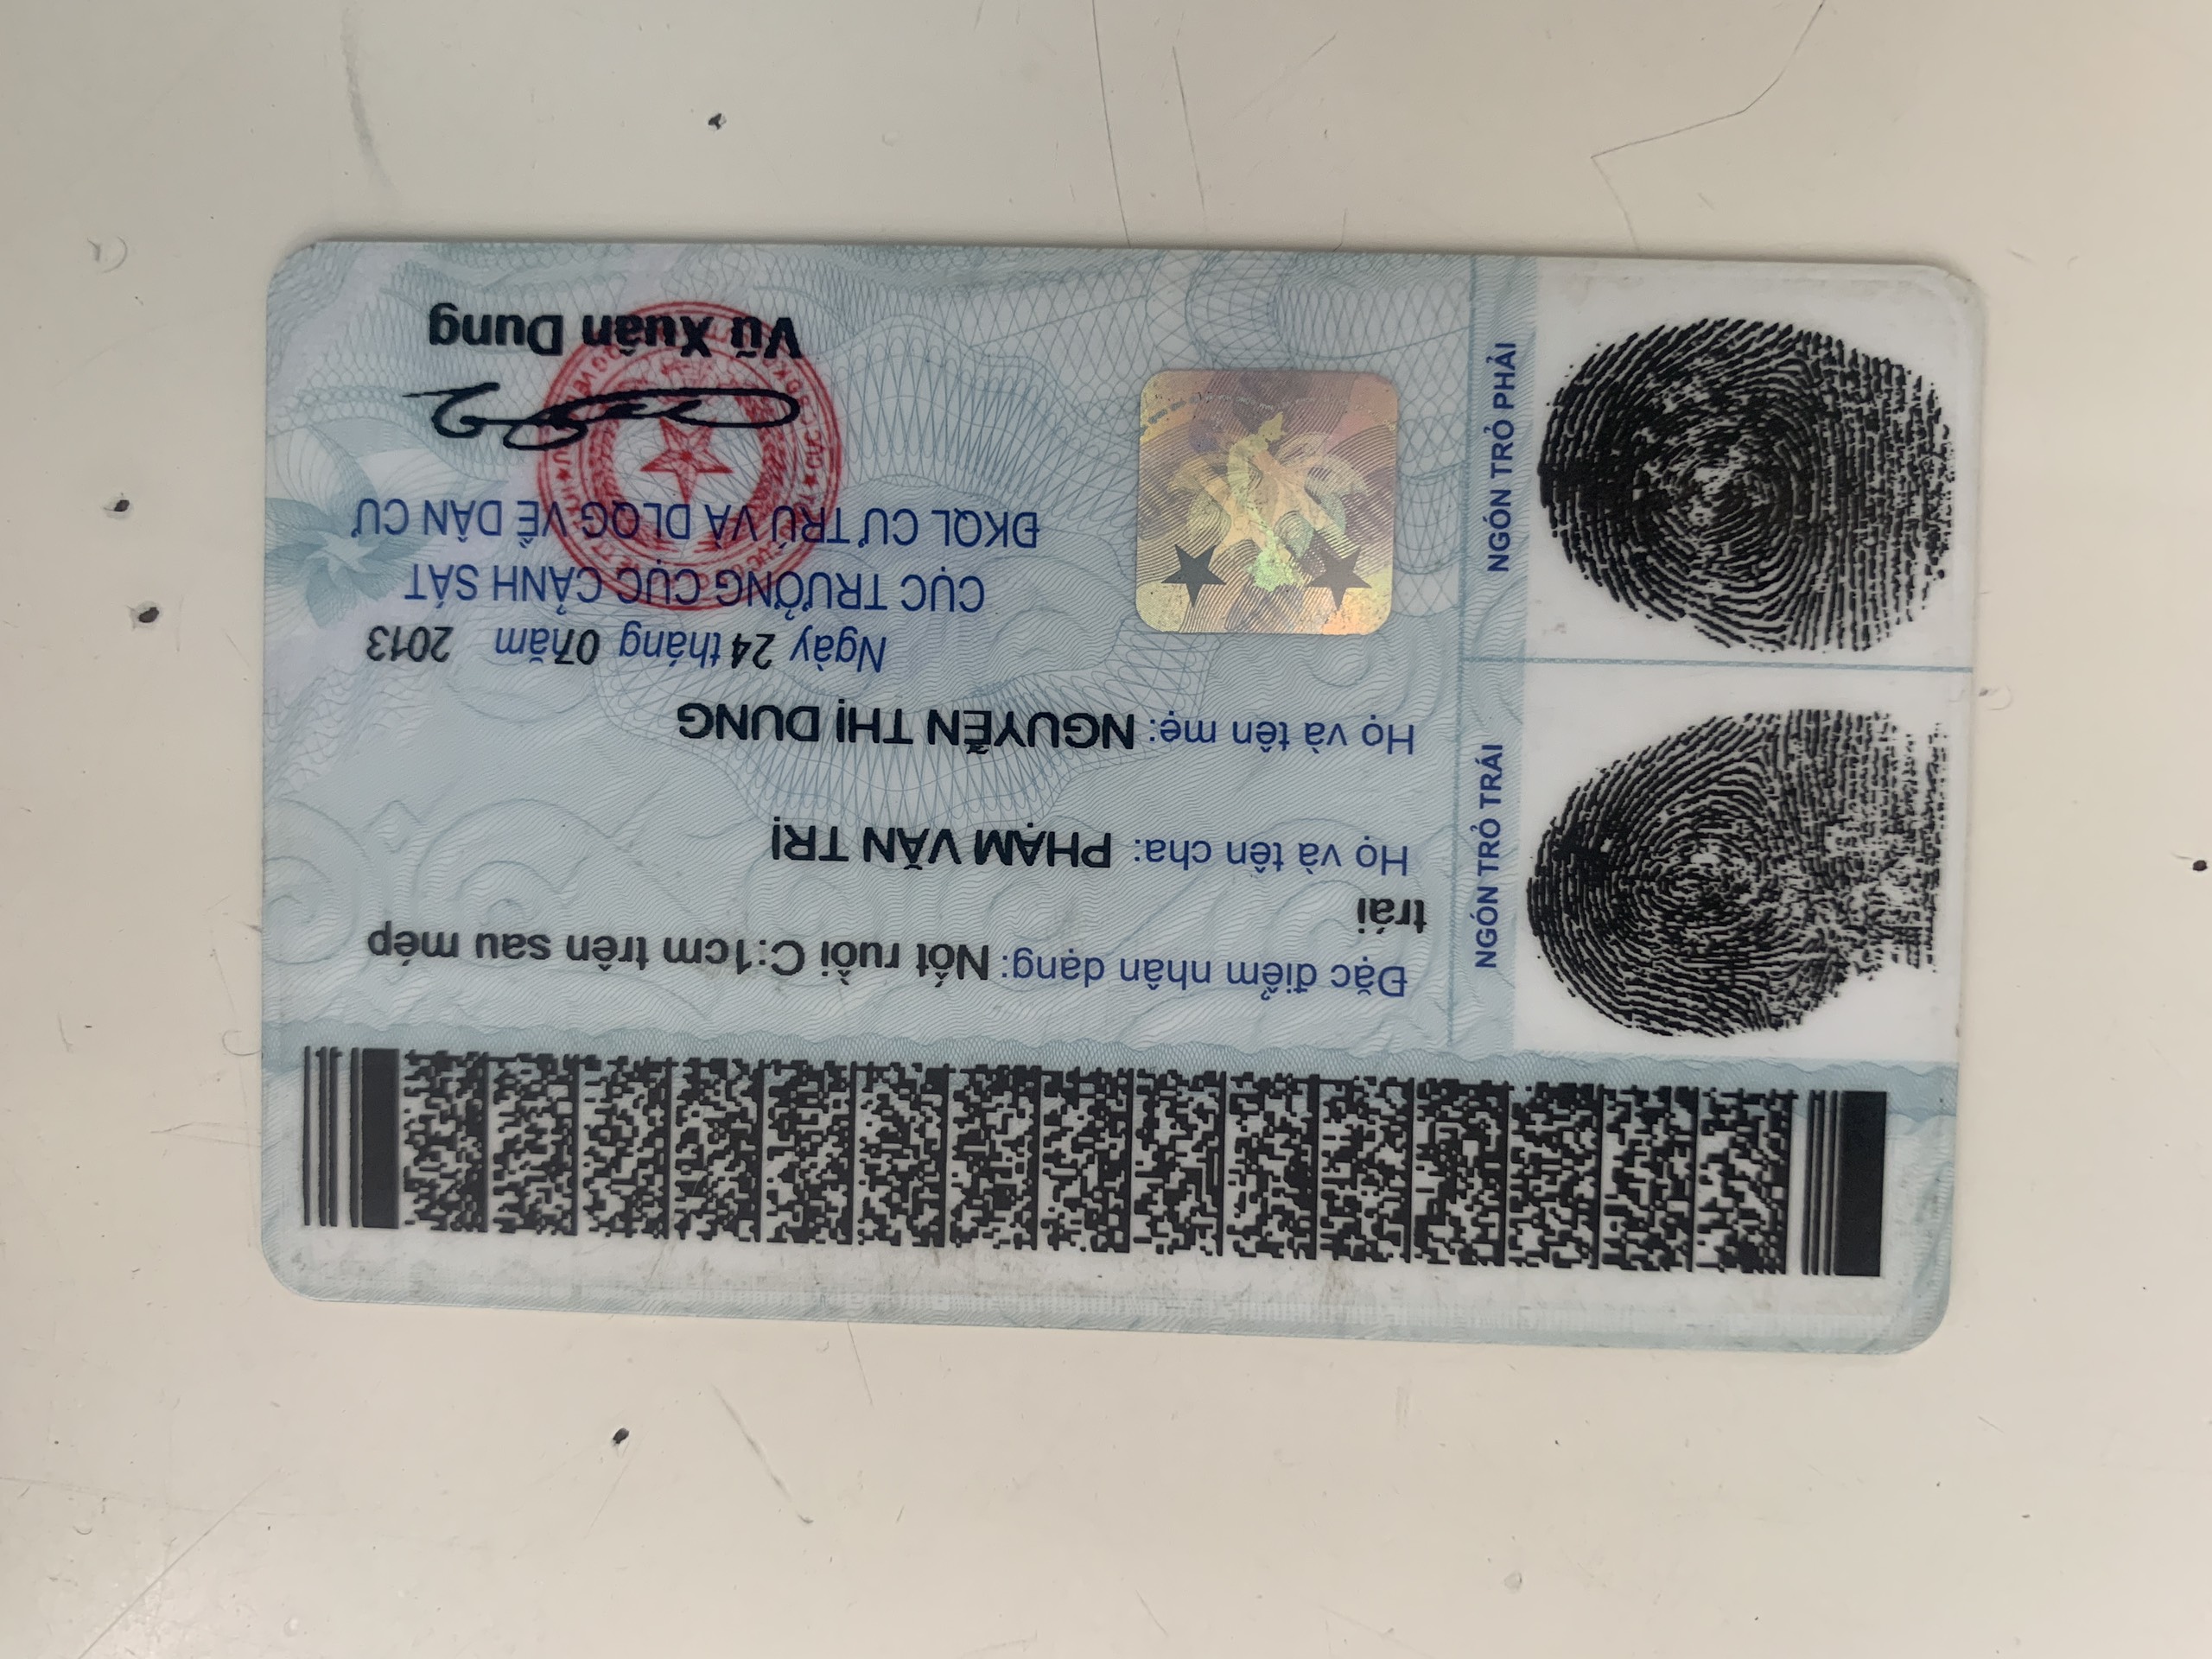 Đặc điểm nhân dạng: Nốt ruồi C:1cm trên sau mép
trái
Họ và tên cha: PHẠM VĂN TRỊ
Họ và tên mẹ: NGUYỄN THỊ DUNG
Ngày 24 tháng 07 năm 2013
CỤC TRƯỞNG CỤC CẢNH SÁT
ĐKQL CƯ TRÚ VÀ DLQG VỀ DÂN CƯ
Vũ Xuân Dung
NGÓN TRỎ TRÁI
NGÓN TRỎ PHẢI